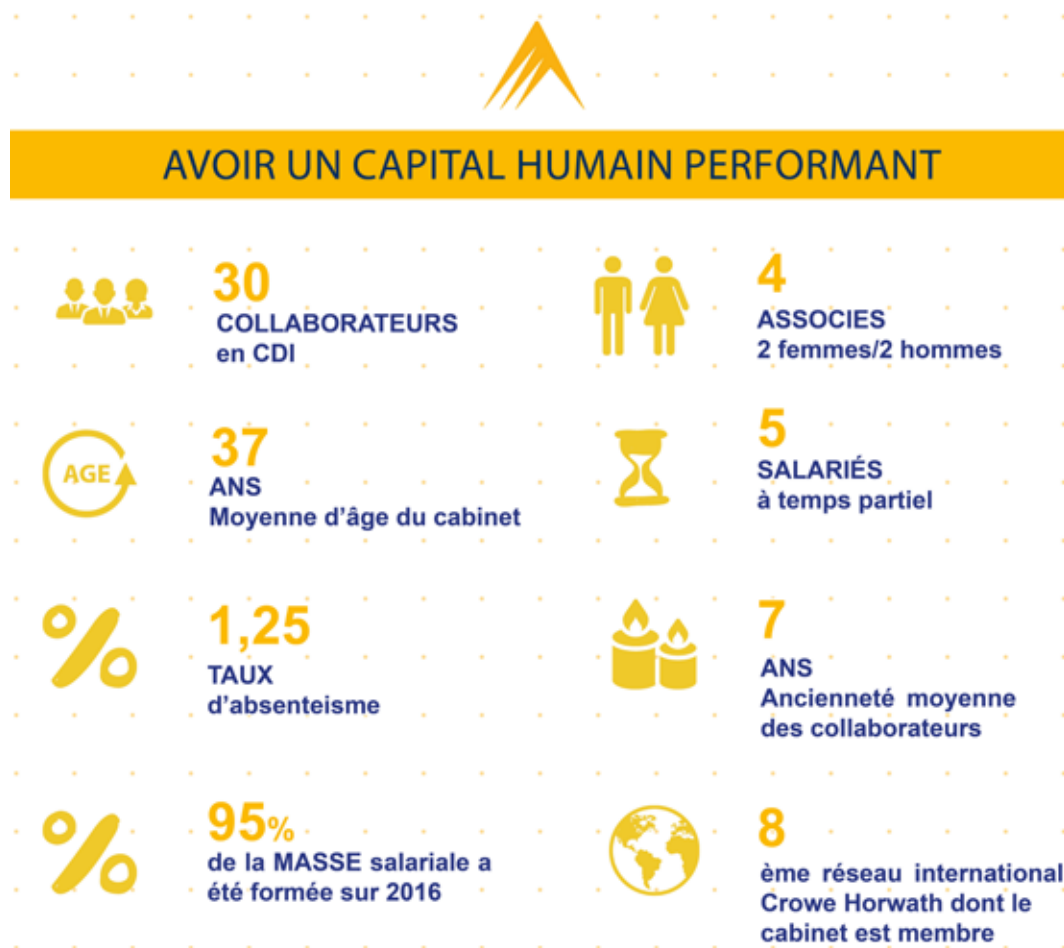 AVOIR UN CAPITAL HUMAIN PERFORMANT
30
COLLABORATEURS
en CDI
4
ASSOCIES
2 femmes/2 hommes
AGE
37
ANS
Moyenne d'âge du cabinet
5
SALARIÉS
à temps partiel
%
1,25
TAUX
d'absenteisme
7
ANS
Ancienneté moyenne
des collaborateurs
%
95%
de la MASSE salariale a
été formée sur 2016
8
ème réseau international
Crowe Horwath dont le
cabinet est membre